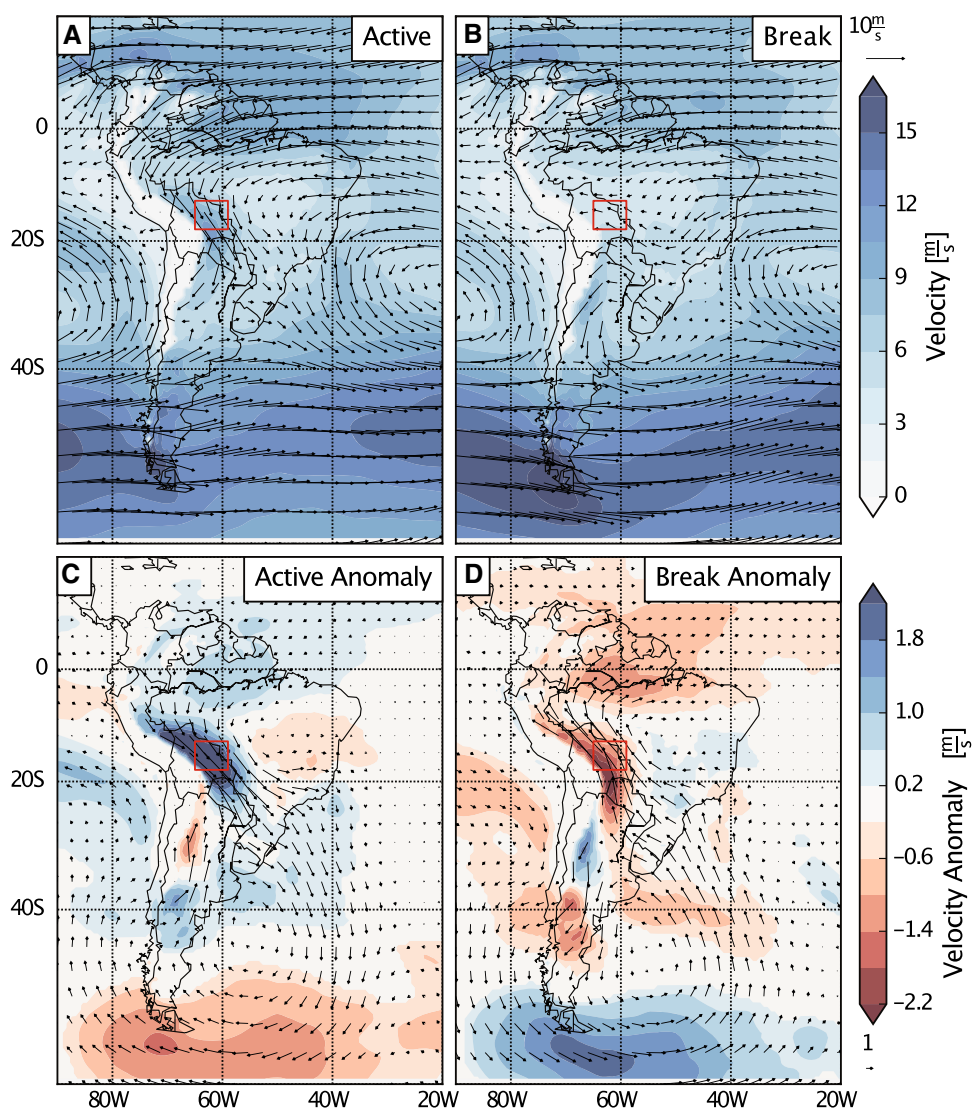 A Active
B Break
10 m/s
0
20S
40S
15
12
9
6
3
0
Velocity [m/s]
C Active Anomaly
D Break Anomaly
0
20S
40S
1.8
1.0
0.2
−0.6
−1.4
−2.2
Velocity Anomaly [m/s]
1
80W 60W 40W 20W 80W 60W 40W 20W